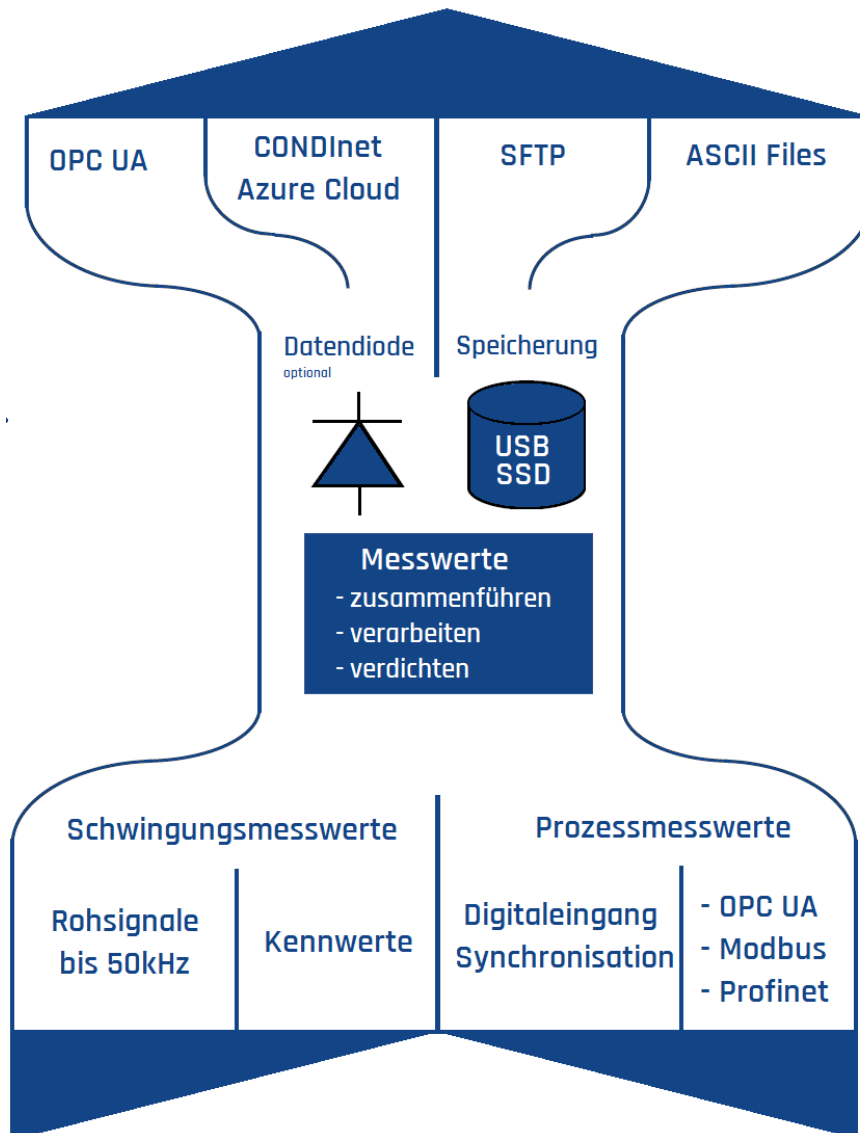 OPC UA
CONDInet
Azure Cloud
SFTP
ASCII Files
Datendiode
optional
Speicherung
USB
SSD
Messwerte
- zusammenführen
- verarbeiten
- verdichten
Schwingungsmesswerte
Prozessmesswerte
Rohsignale
bis 50kHz
Kennwerte
Digitaleingang
Synchronisation
- OPC UA
- Modbus
- Profinet